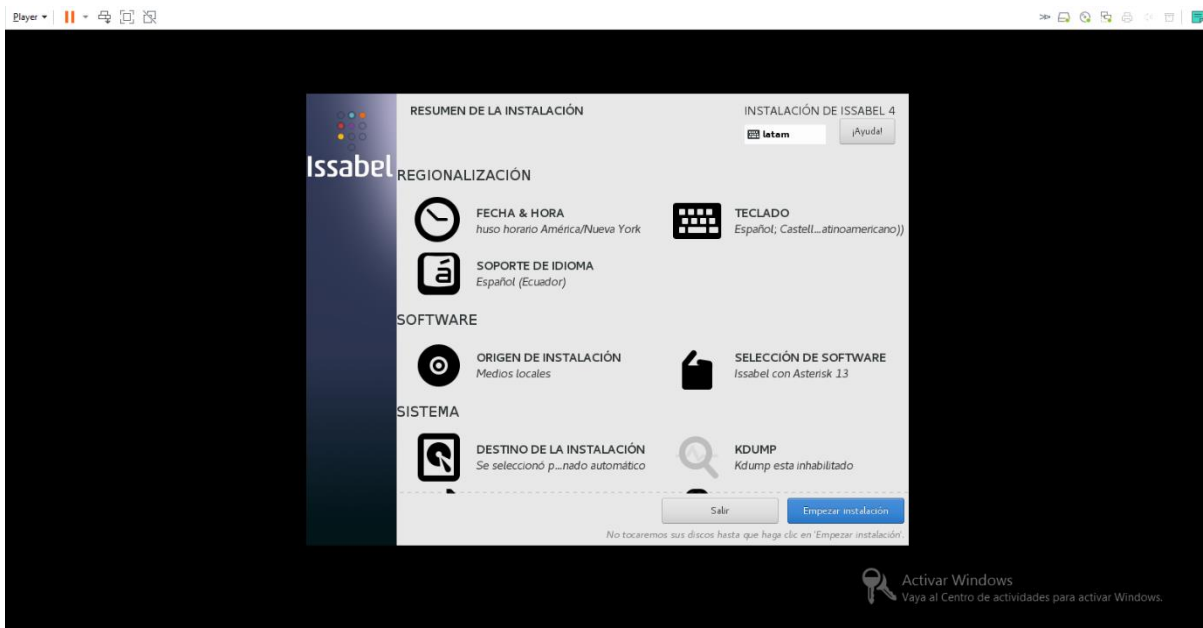 Player
RESUMEN DE LA INSTALACIÓN
INSTALACIÓN DE ISSABEL 4
latam
¡Ayuda!
Issabel
REGIONALIZACIÓN
FECHA & HORA
huso horario América/Nueva York
TECLADO
Español; Castell...atinoamericano))
á
SOPORTE DE IDIOMA
Español (Ecuador)
SOFTWARE
ORIGEN DE INSTALACIÓN
Medios locales
SELECCIÓN DE SOFTWARE
Issabel con Asterisk 13
SISTEMA
DESTINO DE LA INSTALACIÓN
Se seleccionó p...nado automático
KDUMP
Kdump esta inhabilitado
Salir
Empezar instalación
No tocaremos sus discos hasta que haga clic en 'Empezar instalación'.
Activar Windows
Vaya al Centro de actividades para activar Windows.